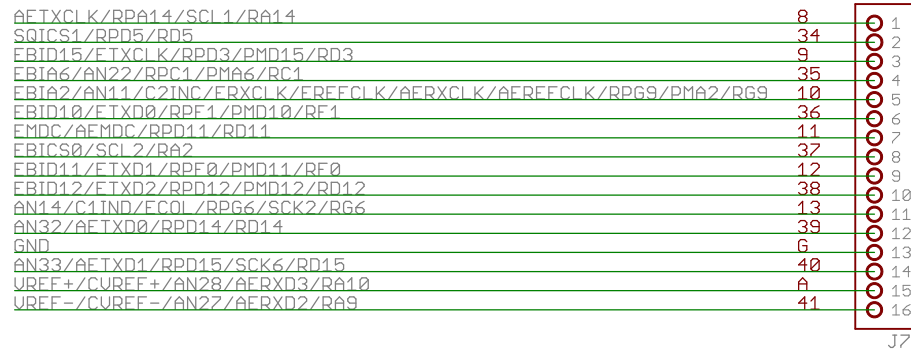 AETXCLK/RPA14/SCL1/RA14 8 1
SQICS1/RPD5/RD5 34 2
EBID15/ETXCLK/RPD3/PMD15/RD3 9 3
EBIA6/AN22/RPC1/PMA6/RC1 35 4
EBIA2/AN11/C2INC/ERXCLK/EREFCLK/AERXCLK/AEREFCLK/RPG9/PMA2/RG9 10 5
EBID10/ETXD0/RPF1/PMD10/RF1 36 6
EMDC/AEMDC/RPD11/RD11 11 7
EBICS0/SCL2/RA2 37 8
EBID11/ETXD1/RPF0/PMD11/RF0 12 9
EBID12/ETXD2/RPD12/PMD12/RD12 38 10
AN14/C1IND/ECOL/RPG6/SCK2/RG6 13 11
AN32/AETXD0/RPD14/RD14 39 12
GND G 13
AN33/AETXD1/RPD15/SCK6/RD15 40 14
VREF+/CVREF+/AN28/AERXD3/RA10 A 15
VREF-/CVREF-/AN27/AERXD2/RA9 41 16
J7